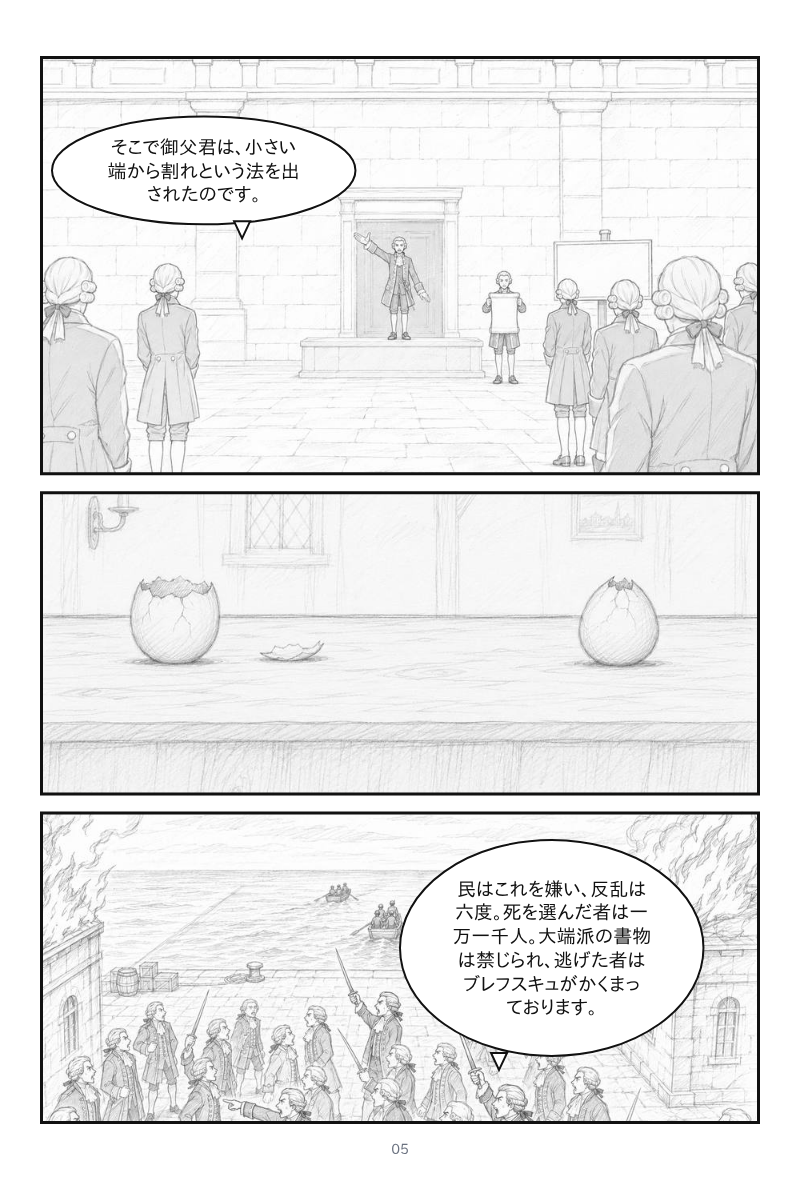 そこで御父君は、小さい
端から割れという法を出
されたのです。
民はこれを嫌い、反乱は
六度。死を選んだ者は一
万一千人。大端派の書物
は禁じられ、逃げた者は
ブレフスキュがかくまっ
ております。
05